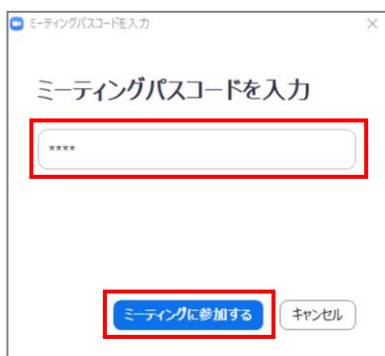 ミーティングパスコードを入力
ミーティングパスコードを入力
****
ミーティングに参加する
キャンセル